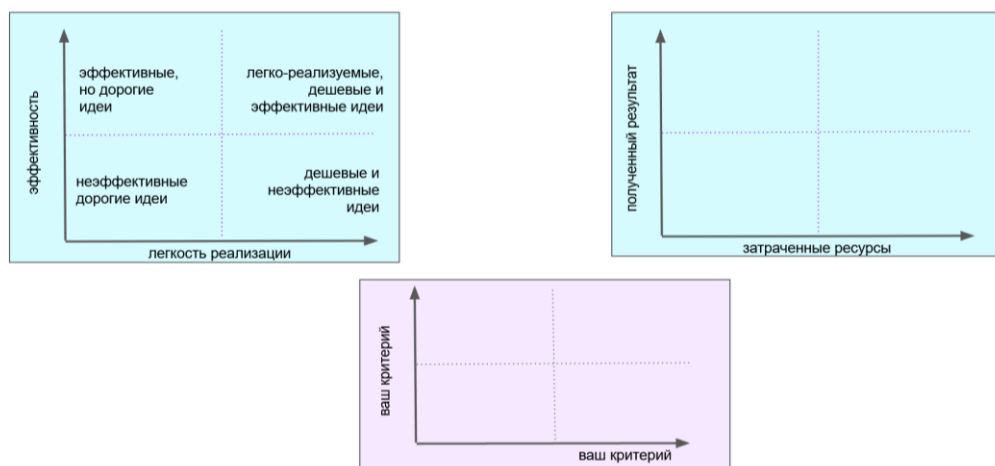 эффективность
эффективные,
но дорогие
идеи
легко-реализуемые,
дешевые и
эффективные идеи
неэффективные
дорогие идеи
дешевые и
неэффективные
идеи
легкость реализации
полученный результат
затраченные ресурсы
ваш критерий
ваш критерий